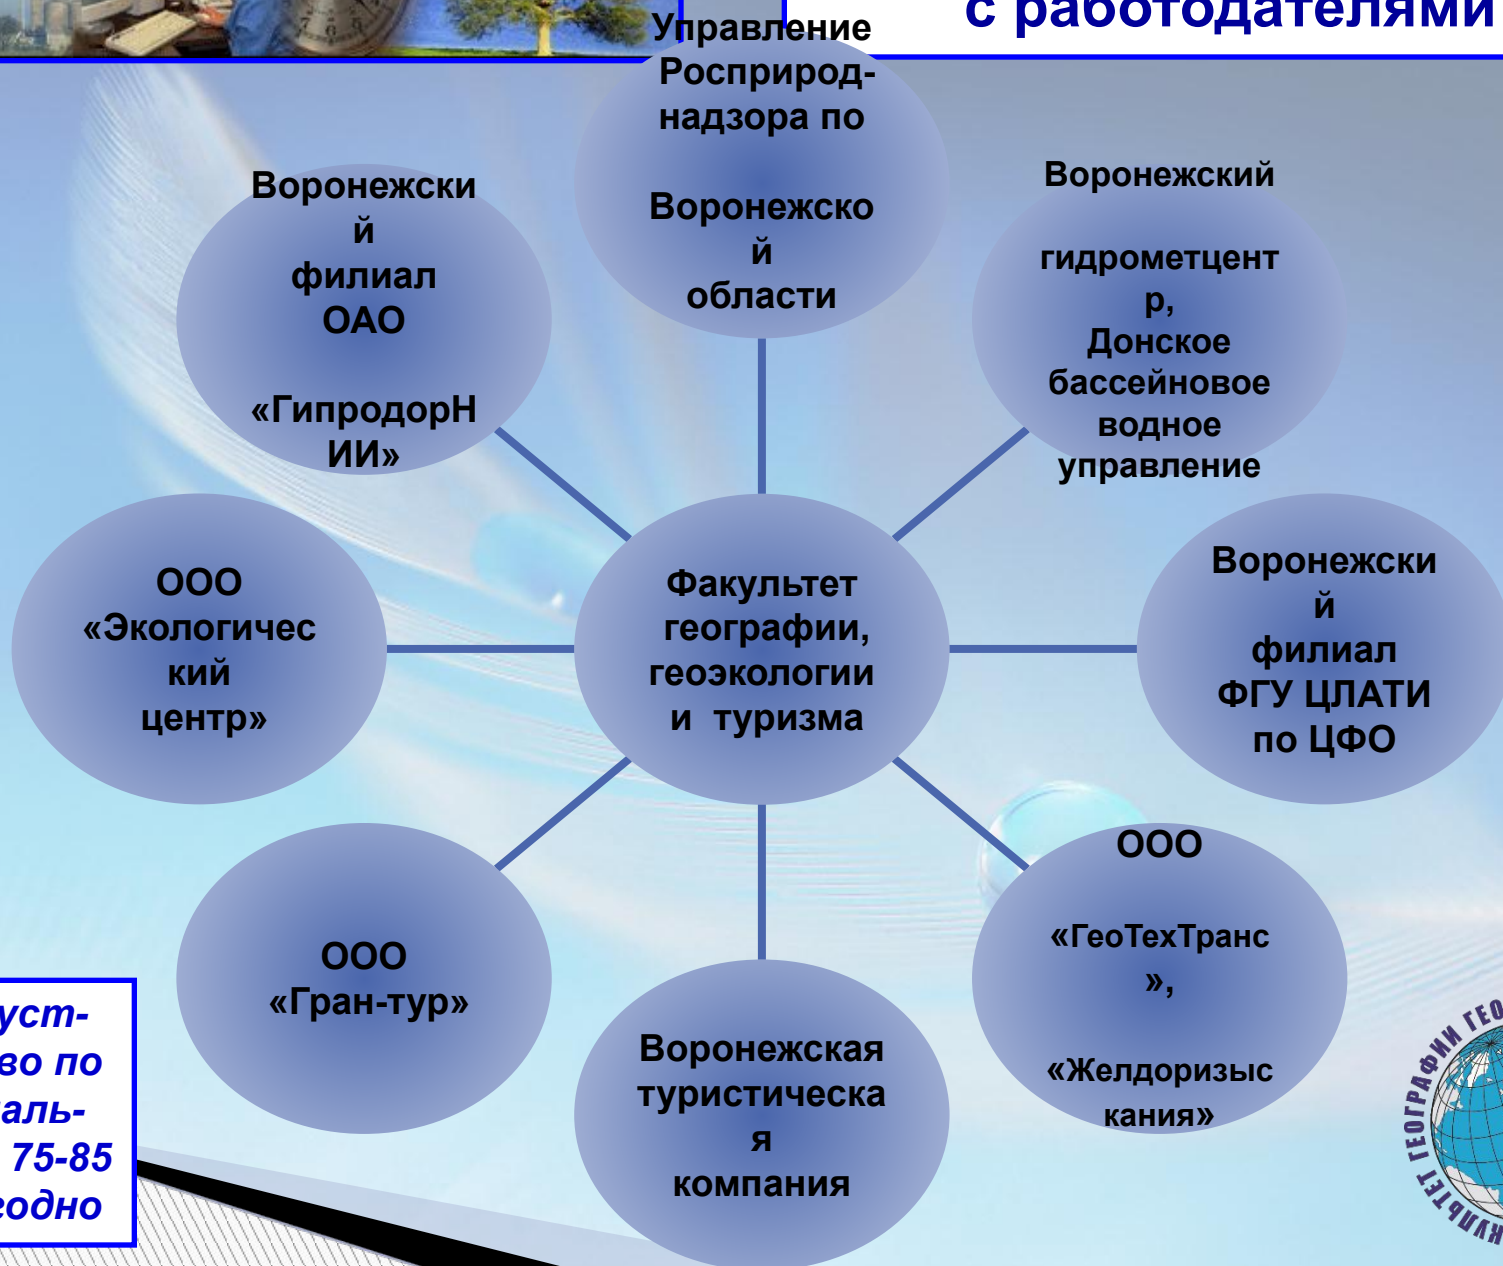 с работодателями
Управление
Росприрод-
надзора по
Воронежско
й
области
Воронежски
й
филиал
ОАО
«ГипродорН
ИИ»
Воронежский
гидрометцент
р,
Донское
бассейновое
водное
управление
ООО
«Экологичес
кий
центр»
Факультет
географии,
геоэкологии
и туризма
Воронежски
й
филиал
ФГУ ЦЛАТИ
по ЦФО
ООО
«Гран-тур»
Воронежская
туристическа
я
компания
ООО
«ГеоТехТранс
»,
«Желдоризыс
кания»
уст-
во по
аль-
75-85
годно
ГЕОГРАФИИ